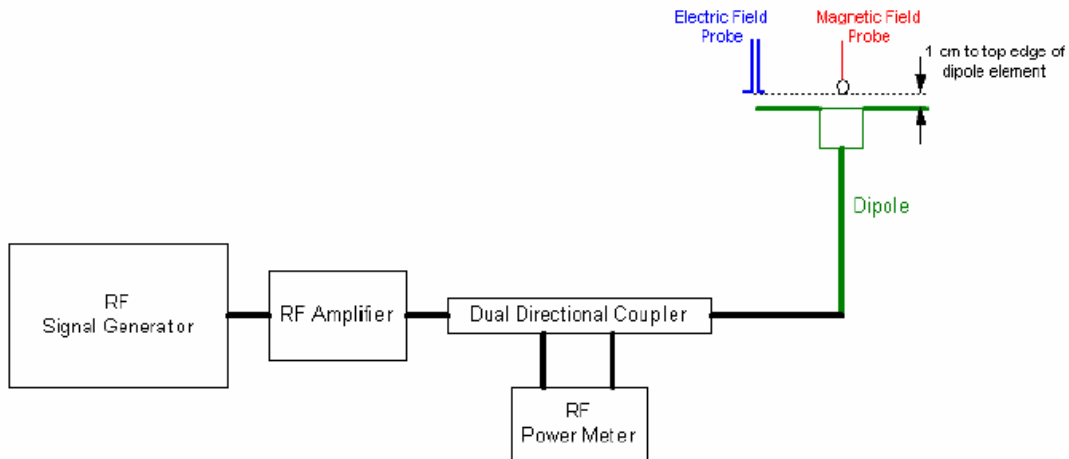 Electric Field
Probe
Magnetic Field
Probe
1 cm to top edge of
dipole element
Dipole
RF
Signal Generator
RF Amplifier
Dual Directional Coupler
RF
Power Meter